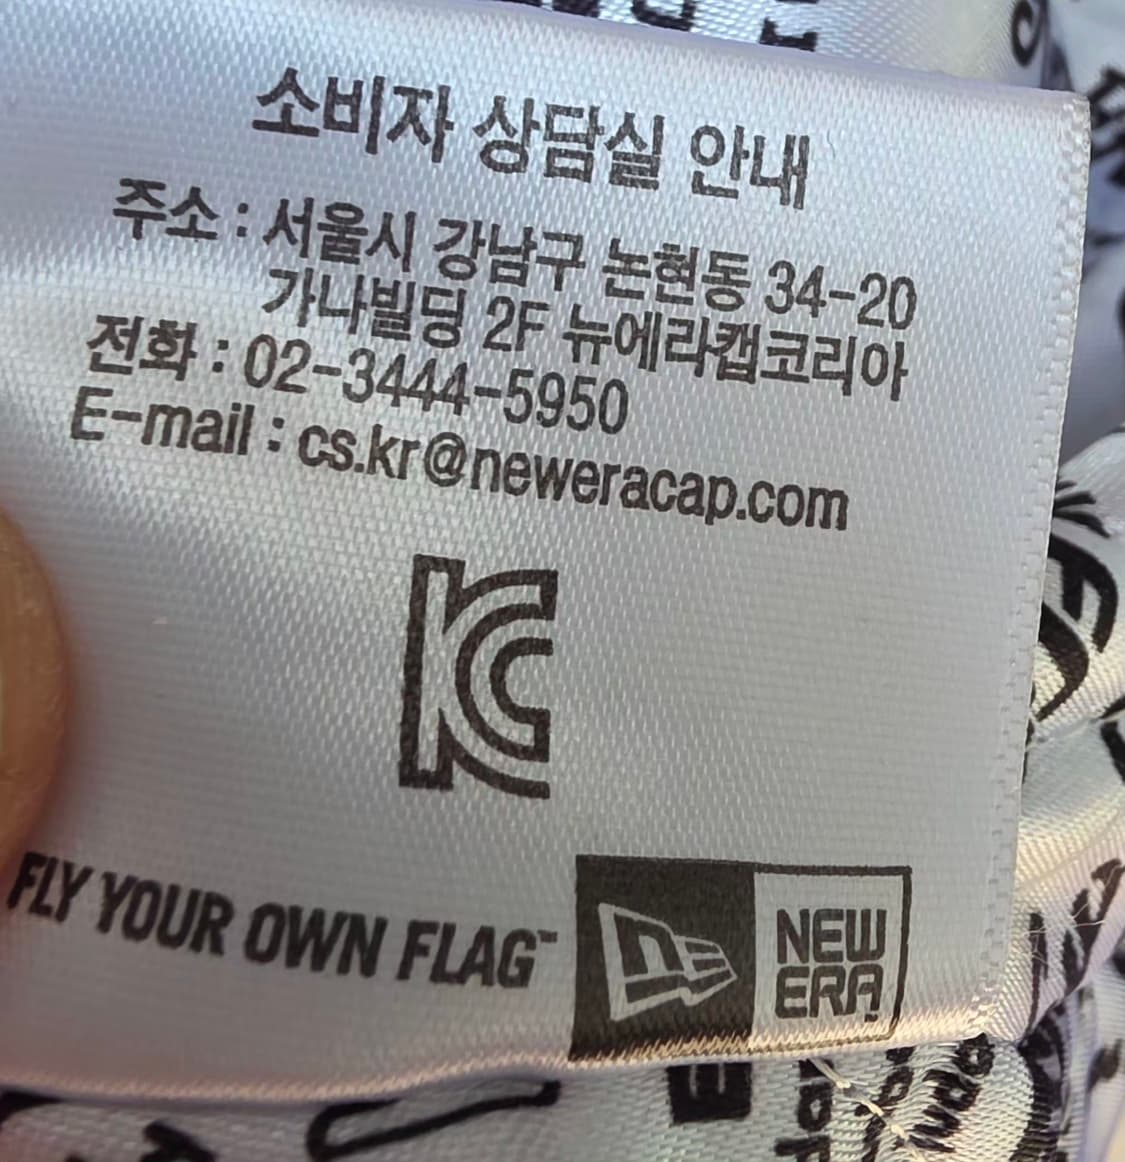 소비자 상담실 안내
주소 : 서울시 강남구 논현동 34-20
가나빌딩 2F 뉴에라캡코리아
전화 : 02-3444-5950
E-mail : cs.kr@neweracap.com
KC
FLY YOUR OWN FLAG™
NEW
ERA